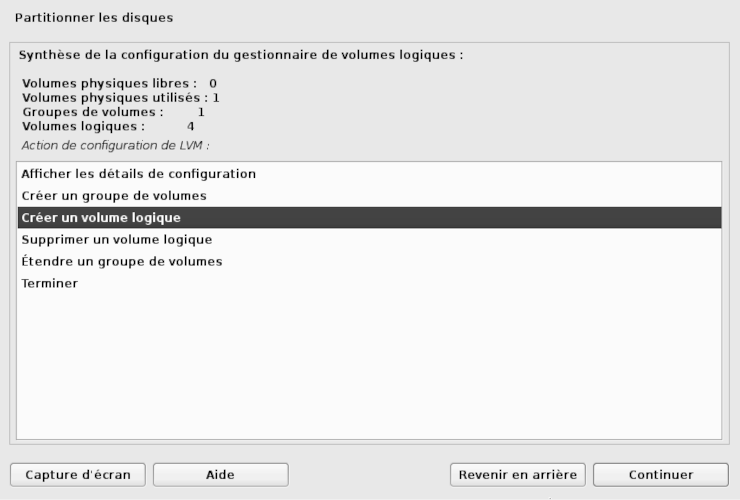 Partitionner les disques
Synthèse de la configuration du gestionnaire de volumes logiques :
Volumes physiques libres : 0
Volumes physiques utilisés : 1
Groupes de volumes : 1
Volumes logiques : 4
Action de configuration de LVM :
Afficher les détails de configuration
Créer un groupe de volumes
Créer un volume logique
Supprimer un volume logique
Étendre un groupe de volumes
Terminer
Capture d'écran Aide Revenir en arrière Continuer